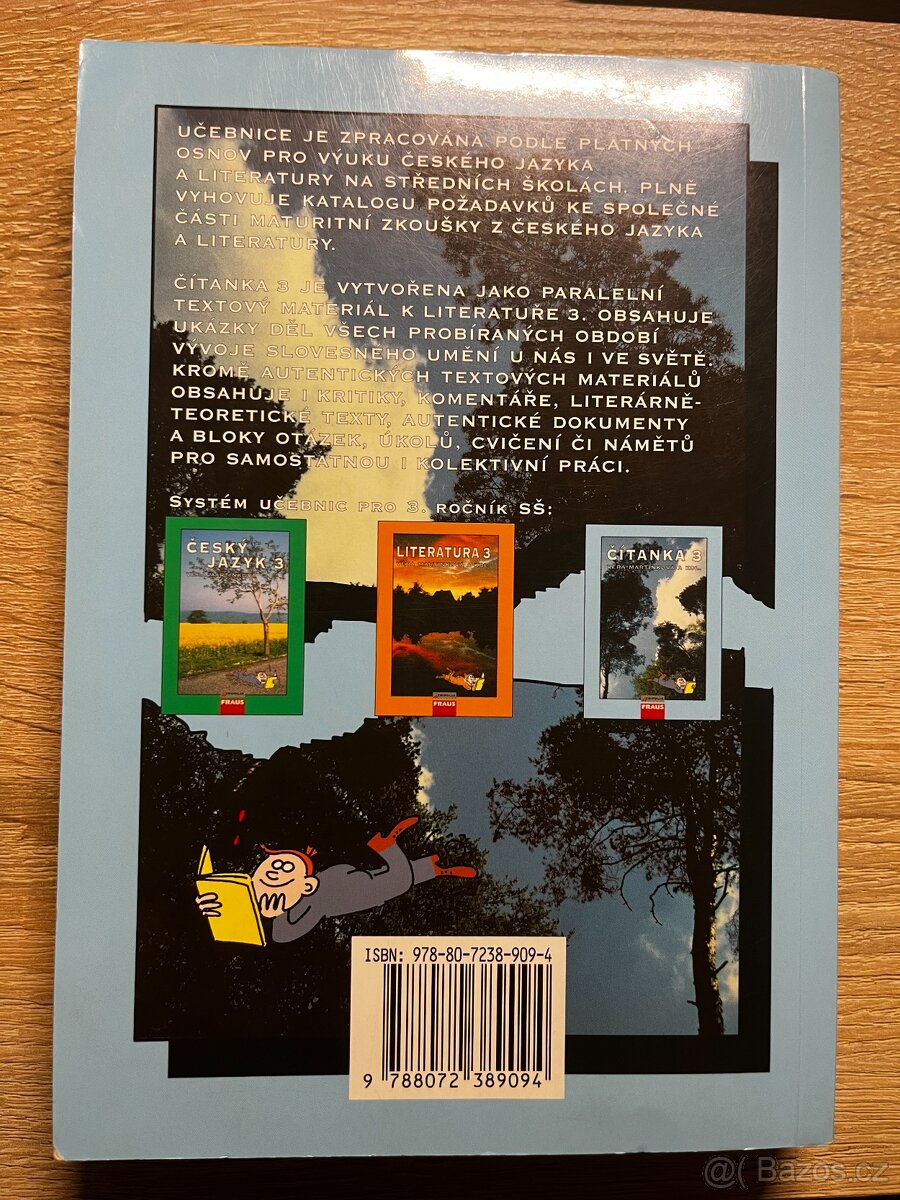 UČEBNICE JE ZPRACOVÁNA PODLE PLATNÝCH
OSNOV PRO VÝUKU ČESKÉHO JAZYKA
A LITERATURY NA STŘEDNÍCH ŠKOLÁCH. PLNĚ
VYHOVUJE KATALOGU POŽADAVKŮ KE SPOLEČNÉ
ČÁSTI MATURITNÍ ZKOUŠKY Z ČESKÉHO JAZYKA
A LITERATURY.
ČÍTANKA 3 JE VYTVOŘENA JAKO PARALELNÍ
TEXTOVÝ MATERIÁL K LITERATUŘE 3. OBSAHUJE
UKÁZKY DĚL VŠECH PROBÍRANÝCH OBDOBÍ
VÝVOJE SLOVESNÉHO UMĚNÍ U NÁS I VE SVĚTĚ.
KROMĚ AUTENTICKÝCH TEXTOVÝCH MATERIÁLŮ
OBSAHUJE I KRITIKY, KOMENTÁŘE, LITERÁRNĚ-
TEORETICKÉ TEXTY, AUTENTICKÉ DOKUMENTY
A BLOKY OTÁZEK, ÚKOLŮ, CVIČENÍ ČI NÁMĚTŮ
PRO SAMOSTATNOU I KOLEKTIVNÍ PRÁCI.
SYSTÉM UČEBNIC PRO 3. ROČNÍK SŠ:
ČESKÝ
JAZYK 3
FRAUS
LITERATURA 3
FRAUS
ČÍTANKA 3
VĚRA MARTINKOVÁ A KOL.
FRAUS
ISBN: 978-80-7238-909-4
9 788072 389094
@( Bazos.cz